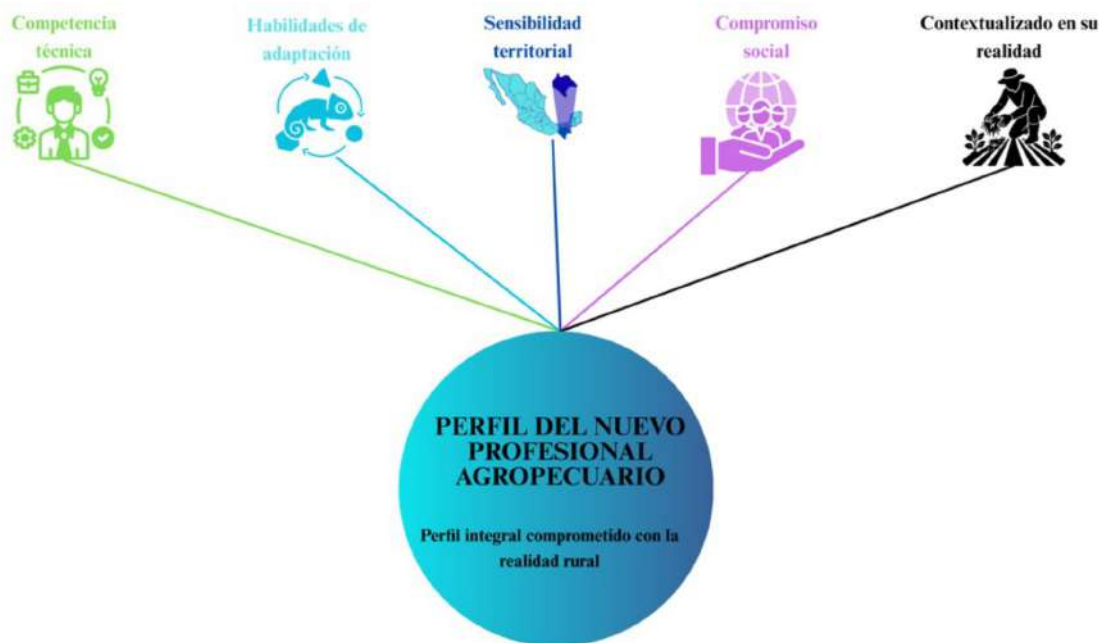 Competencia
técnica
Habilidades de
adaptación
Sensibilidad
territorial
Compromiso
social
Contextualizado en su
realidad
PERFIL DEL NUEVO
PROFESIONAL
AGROPECUARIO
Perfil integral comprometido con la
realidad rural